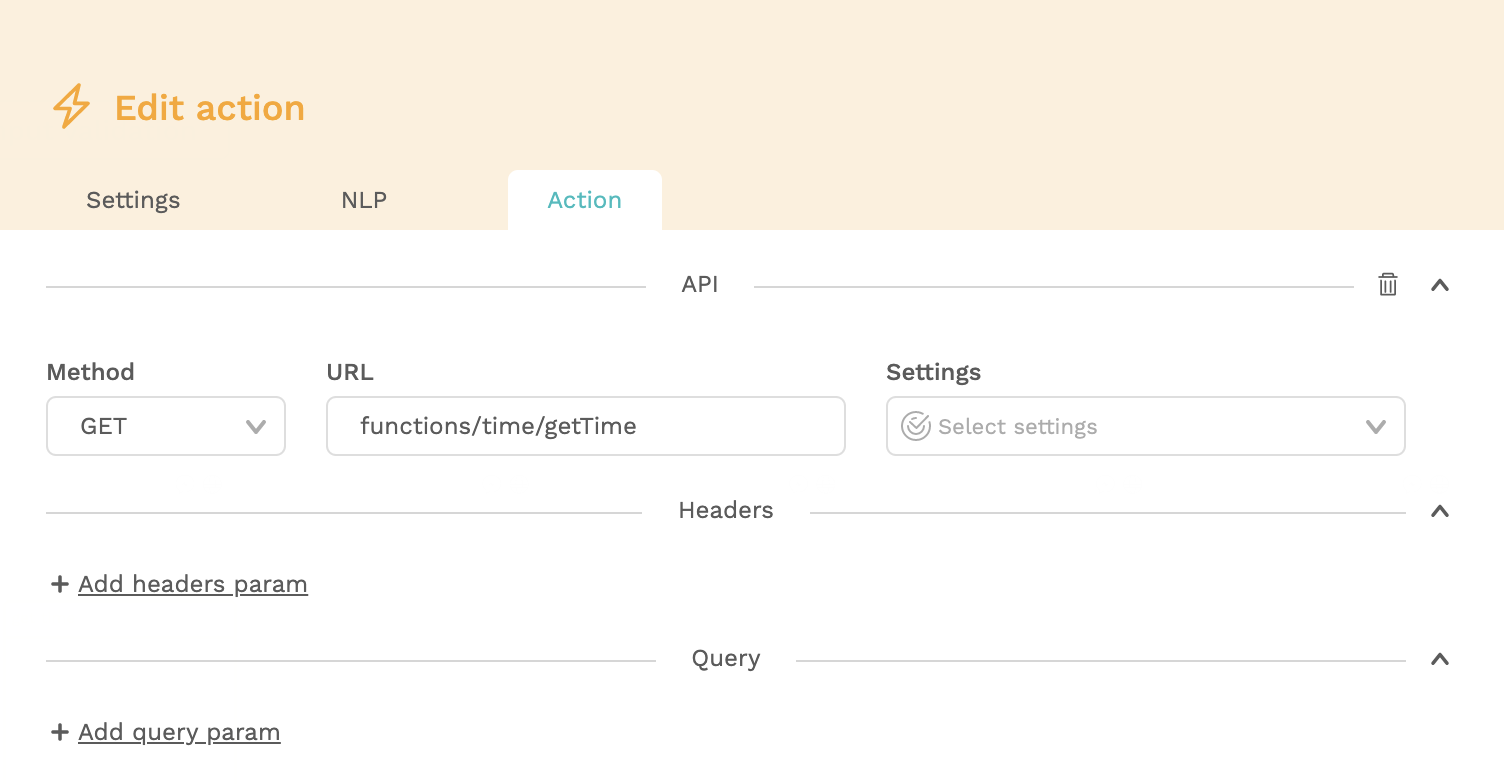 Edit action
Settings NLP Action
API
Method URL Settings
GET functions/time/getTime Select settings
Headers
+ Add headers param
Query
+ Add query param